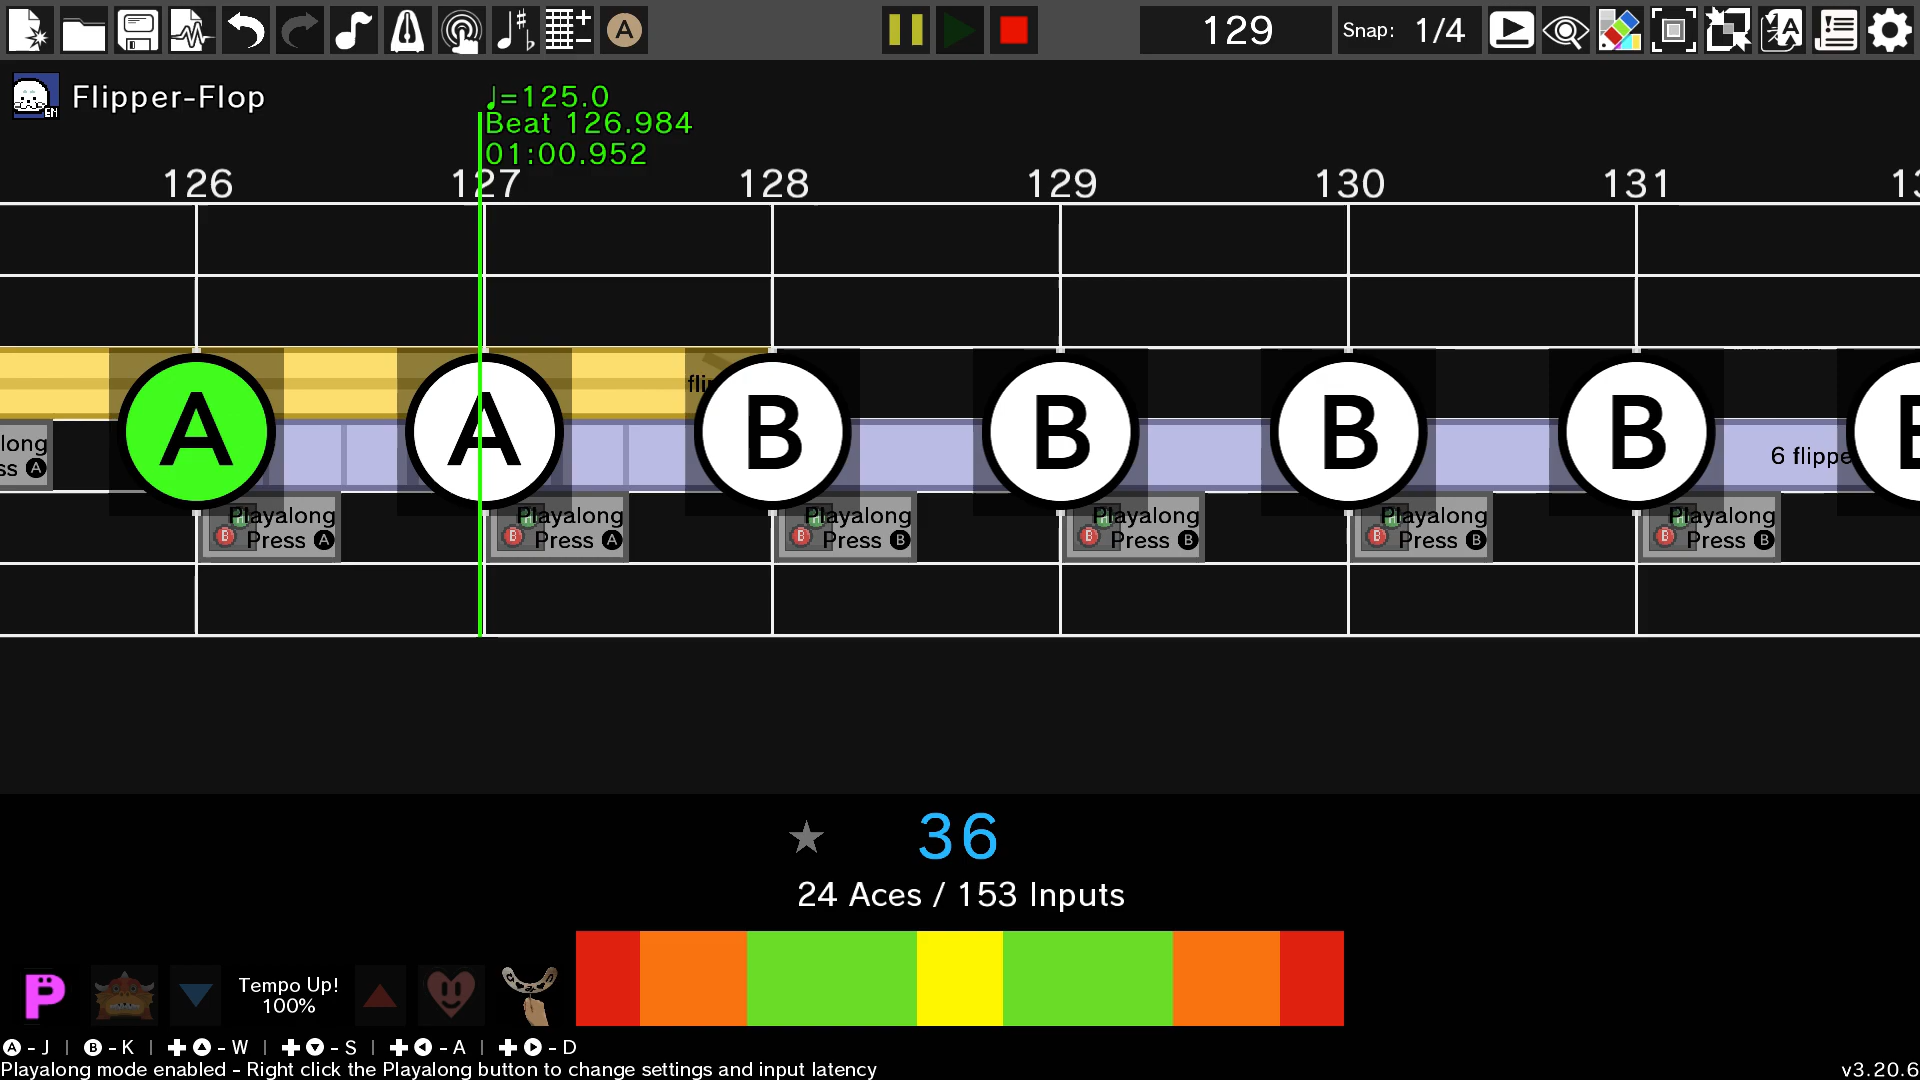 A
129
Snap: 1/4
A
EN
Flipper-Flop
♩=125.0
Beat 126.984
01:00.952
126 127 128 129 130 131
A A B B B B
long
6 flippe
ss A
Playalong Playalong Playalong Playalong Playalong Playalong
B Press A B Press A B Press B B Press B B Press B B Press B
36
24 Aces / 153 Inputs
P
Tempo Up!
100%
A - J | B - K | - W | - S | - A | - D
Playalong mode enabled - Right click the Playalong button to change settings and input latency
v3.20.6